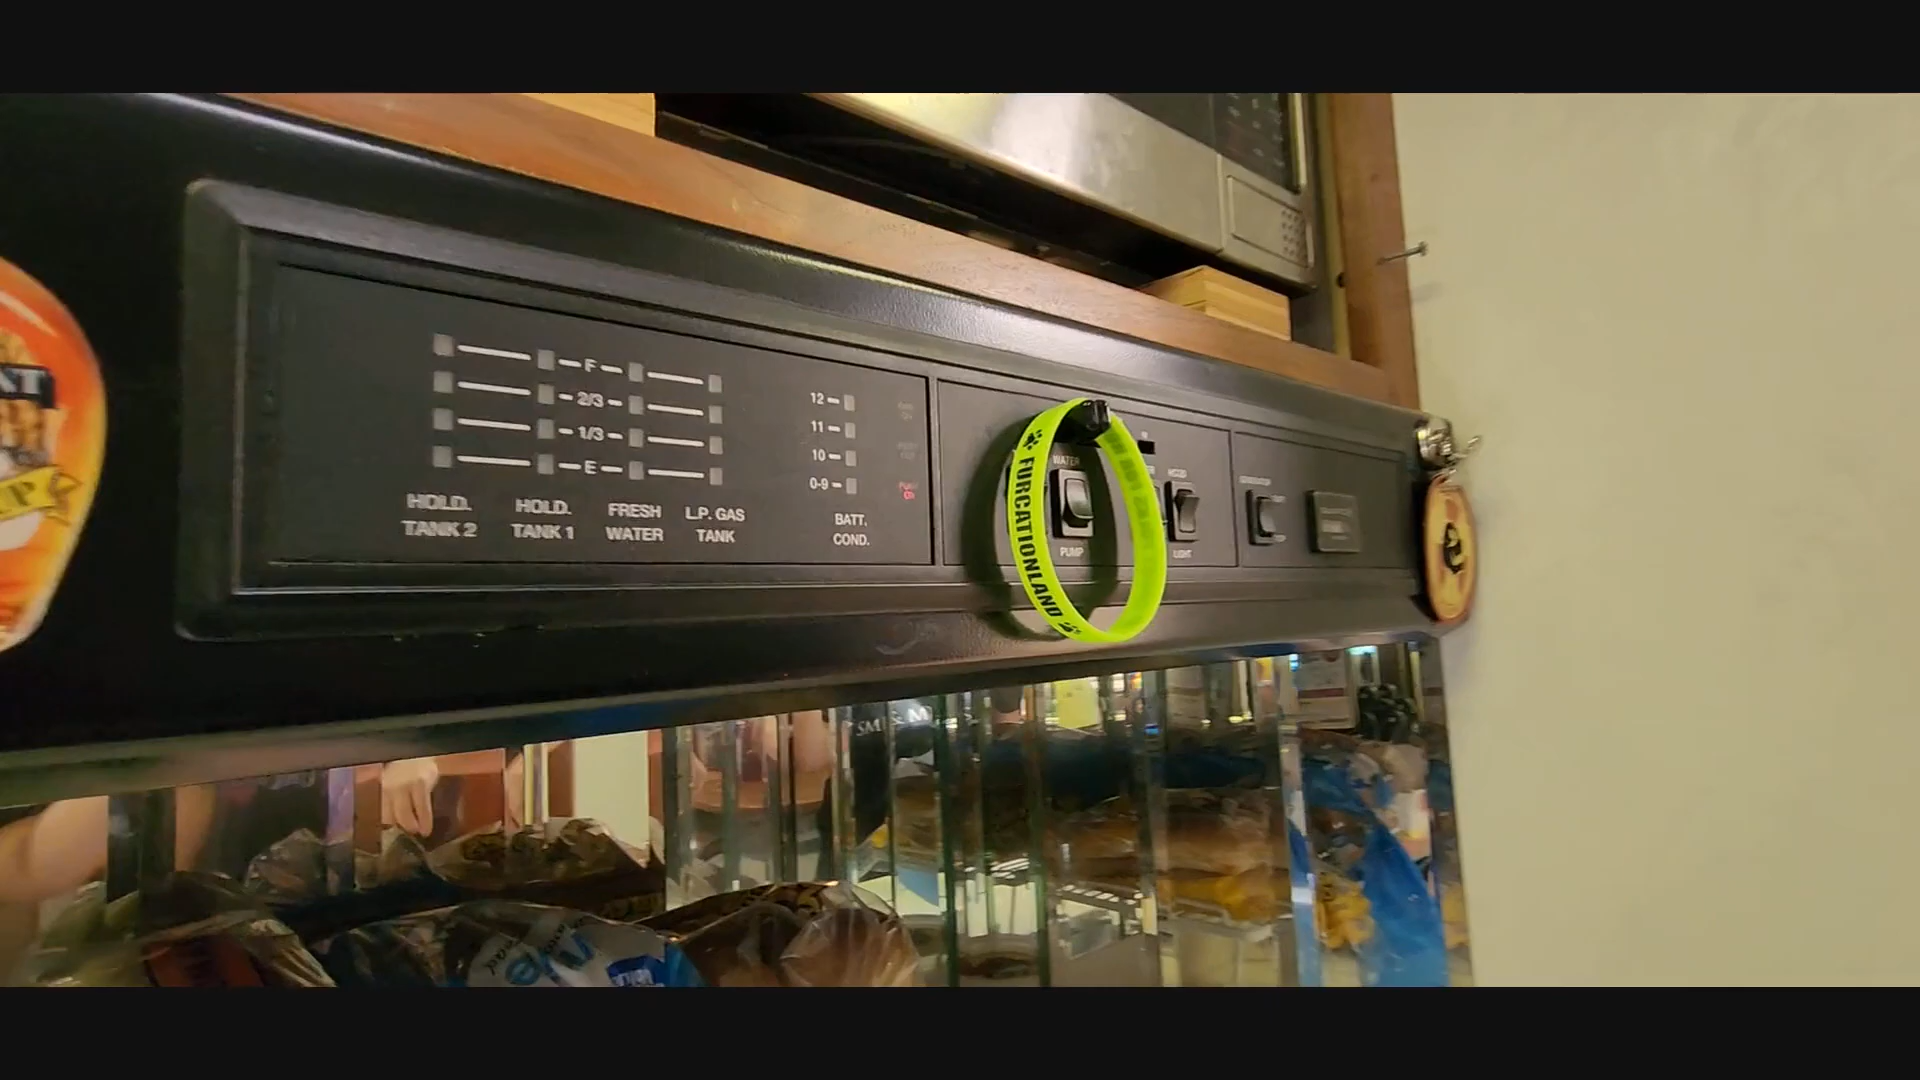 F
2/3
1/3
E
HOLD.
TANK 2
HOLD.
TANK 1
FRESH
WATER
L.P. GAS
TANK
12
11
10
0-9
BATT.
COND.
FURCATIONLAND
WATER
PUMP
HOOD
LIGHT